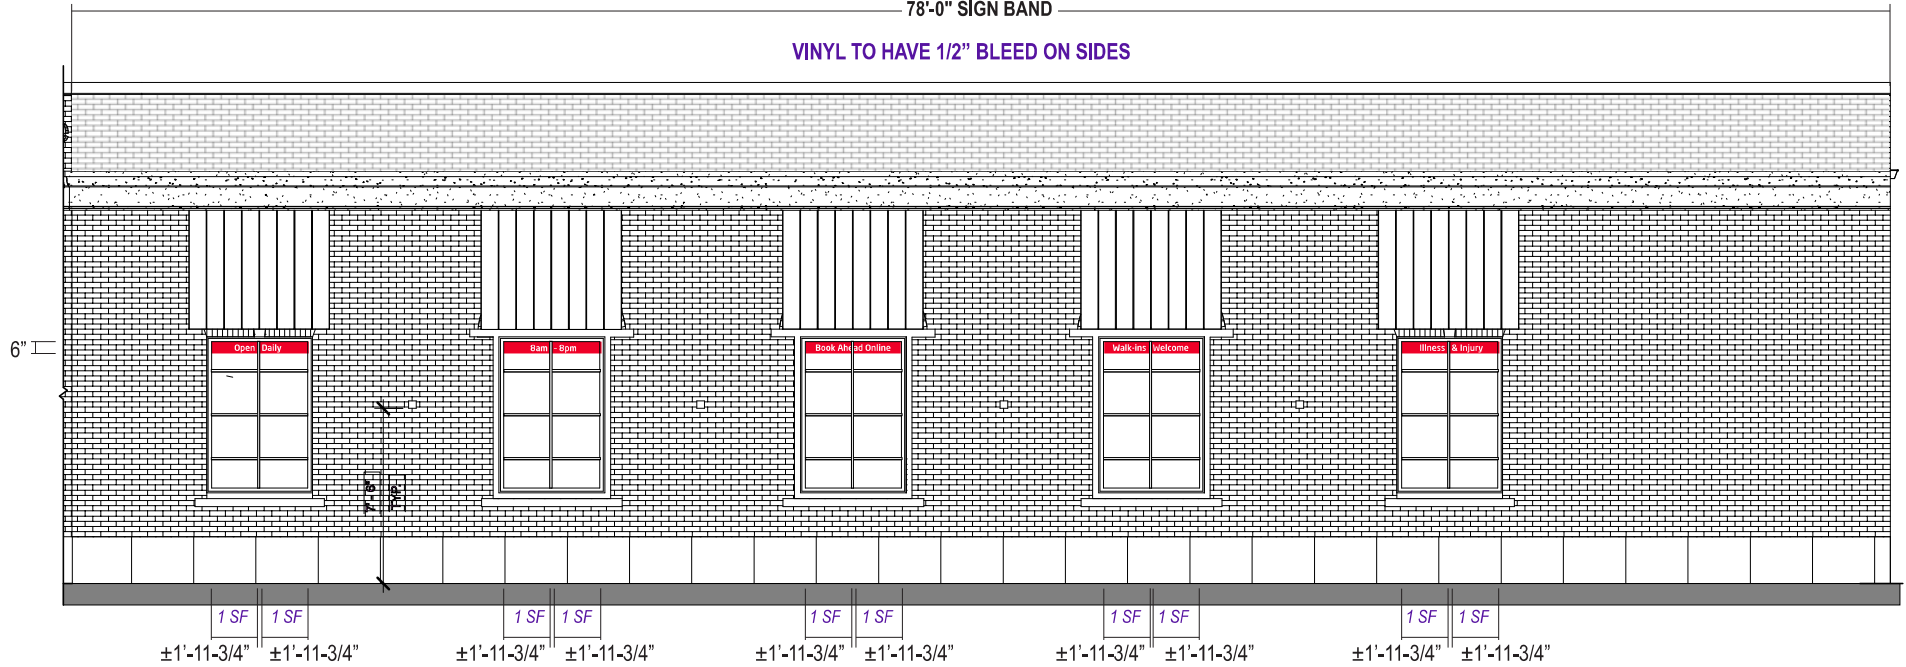 78'-0" SIGN BAND
VINYL TO HAVE 1/2” BLEED ON SIDES
6”
Open Daily
8am - 8pm
Book Ahead Online
Walk-ins Welcome
Illness & Injury
7'- 6"
TYP.
1 SF 1 SF 1 SF 1 SF 1 SF 1 SF 1 SF 1 SF 1 SF 1 SF
±1’-11-3/4” ±1’-11-3/4” ±1’-11-3/4” ±1’-11-3/4” ±1’-11-3/4” ±1’-11-3/4” ±1’-11-3/4” ±1’-11-3/4” ±1’-11-3/4” ±1’-11-3/4”